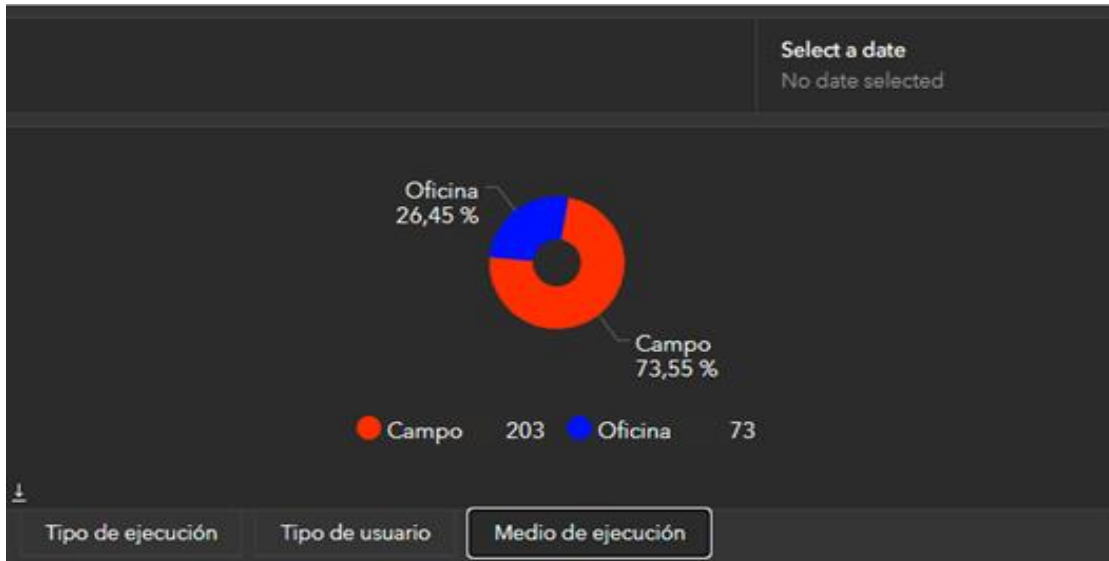 Select a date
No date selected
Oficina
26,45 %
Campo
73,55 %
Campo 203 Oficina 73
Tipo de ejecución Tipo de usuario Medio de ejecución